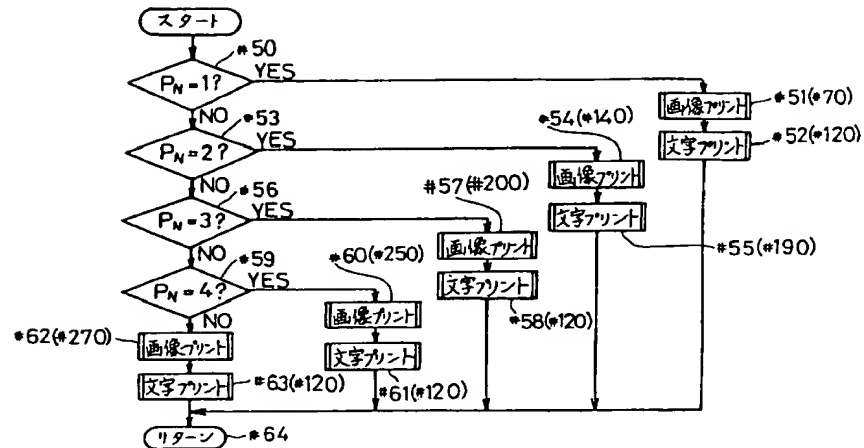 スタート
#50
PN=1?
YES
NO
画像プリント
#51(#70)
文字プリント
#52(#120)
#53
PN=2?
YES
NO
#54(#140)
画像プリント
文字プリント
#55(#190)
#56
PN=3?
YES
NO
#57(#200)
画像プリント
文字プリント
#58(#120)
#59
PN=4?
YES
NO
#60(#250)
画像プリント
文字プリント
#61(#120)
#62(#270)
画像プリント
文字プリント
#63(#120)
リターン
#64